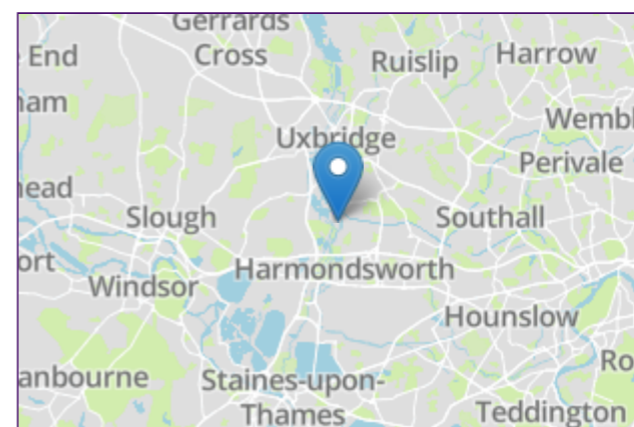 Gerrards
Cross
End
Ruislip
Harrow
ham
Wembl
Uxbridge
Perivale
head
Slough
Southall
ort
Harmondsworth
Windsor
Hounslow
Ro
anbourne
Staines-upon-
Thames
Teddington